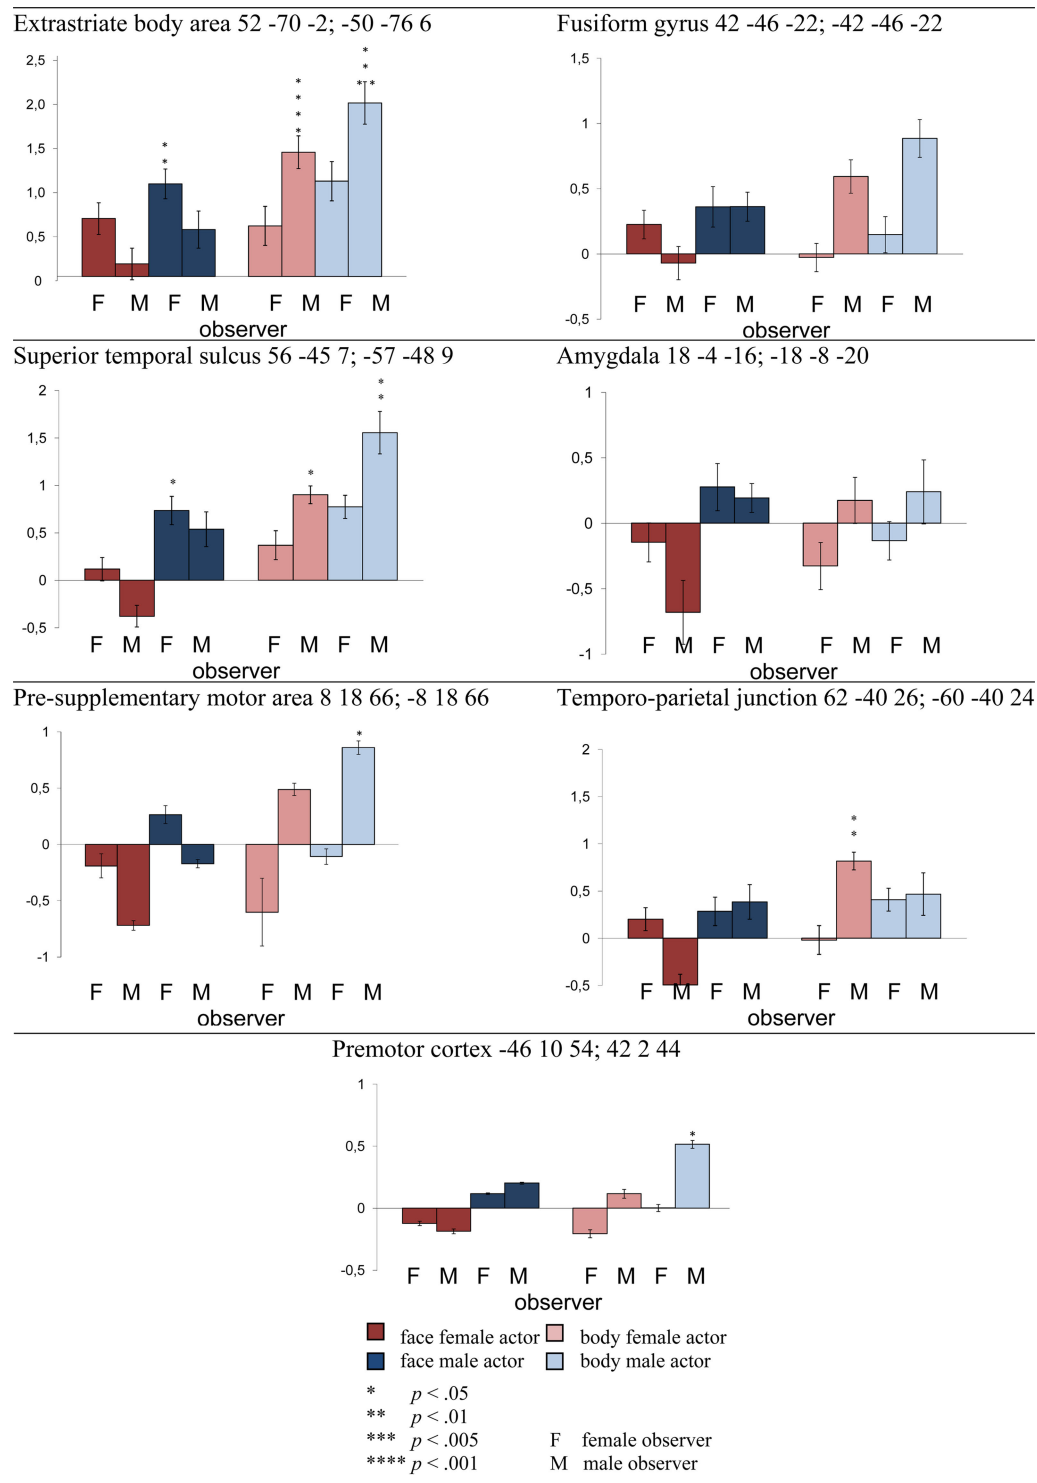 Extrastriate body area 52 -70 -2; -50 -76 6
2,5
2,0
1,5
1,0
0,5
0
* *
* * * *
* * * * *
F M F M F M F M
observer
Fusiform gyrus 42 -46 -22; -42 -46 -22
1,5
1
0,5
0
-0,5
F M F M F M F M
Superior temporal sulcus 56 -45 7; -57 -48 9
2
1,5
1
0,5
0
-0,5
*
*
* *
F M F M F M F M
observer
Amygdala 18 -4 -16; -18 -8 -20
1
0,5
0
-0,5
-1
F M F M F M F M
observer
Pre-supplementary motor area 8 18 66; -8 18 66
1
0,5
0
-0,5
-1
*
F M F M F M F M
observer
Temporo-parietal junction 62 -40 26; -60 -40 24
2
1,5
1
0,5
0
-0,5
* *
F M F M F M F M
observer
Premotor cortex -46 10 54; 42 2 44
1
0,5
0
-0,5
*
F M F M F M F M
observer
face female actor body female actor
face male actor body male actor
* p < .05
** p < .01
*** p < .005 F female observer
**** p < .001 M male observer